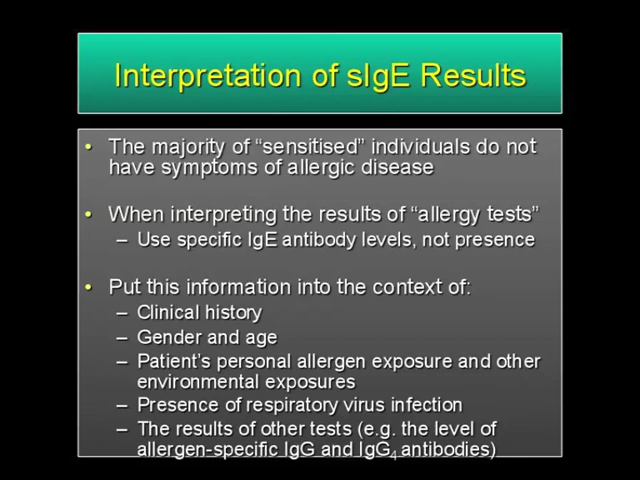 Interpretation of sIgE Results
• The majority of “sensitised” individuals do not
have symptoms of allergic disease
• When interpreting the results of “allergy tests”
– Use specific IgE antibody levels, not presence
• Put this information into the context of:
– Clinical history
– Gender and age
– Patient’s personal allergen exposure and other
environmental exposures
– Presence of respiratory virus infection
– The results of other tests (e.g. the level of
allergen-specific IgG and IgG₄ antibodies)